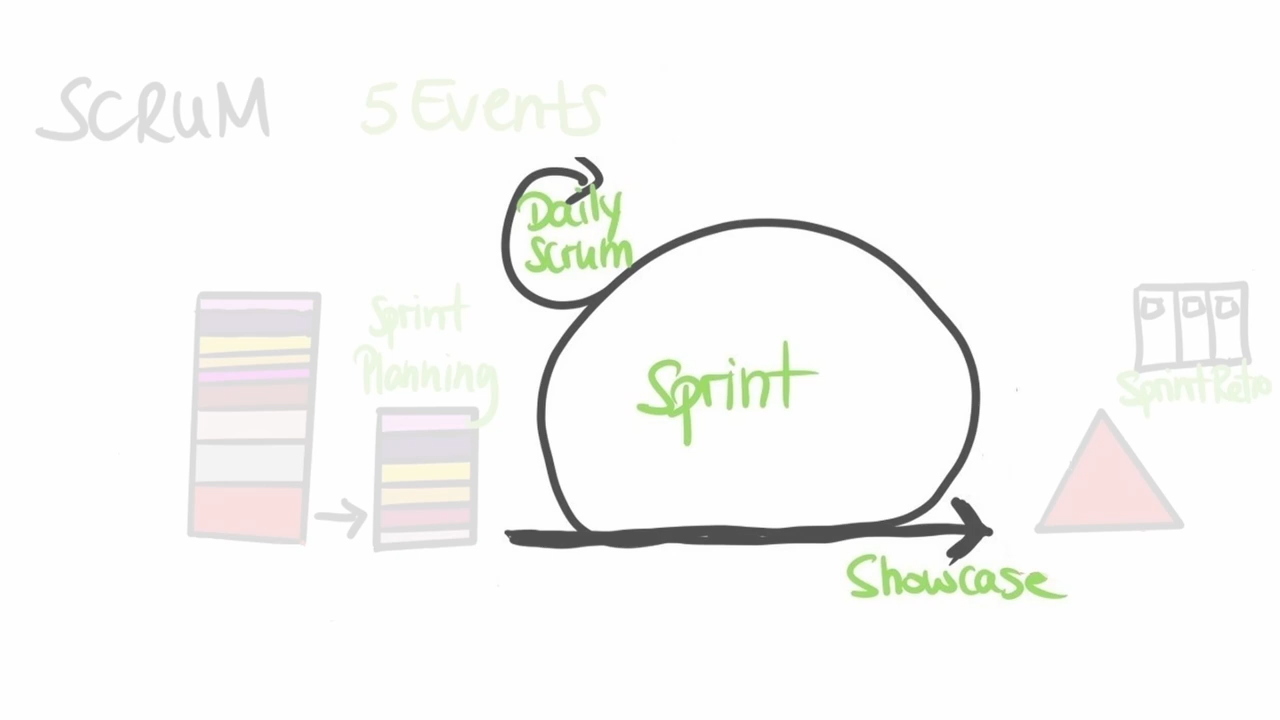 SCRUM 5 Events
Daily
Scrum
Sprint
Planning
Sprint
Sprint Retro
Showcase